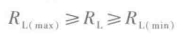 R_{L(max)} ⩾ R_L ⩾ R_{L(min)}